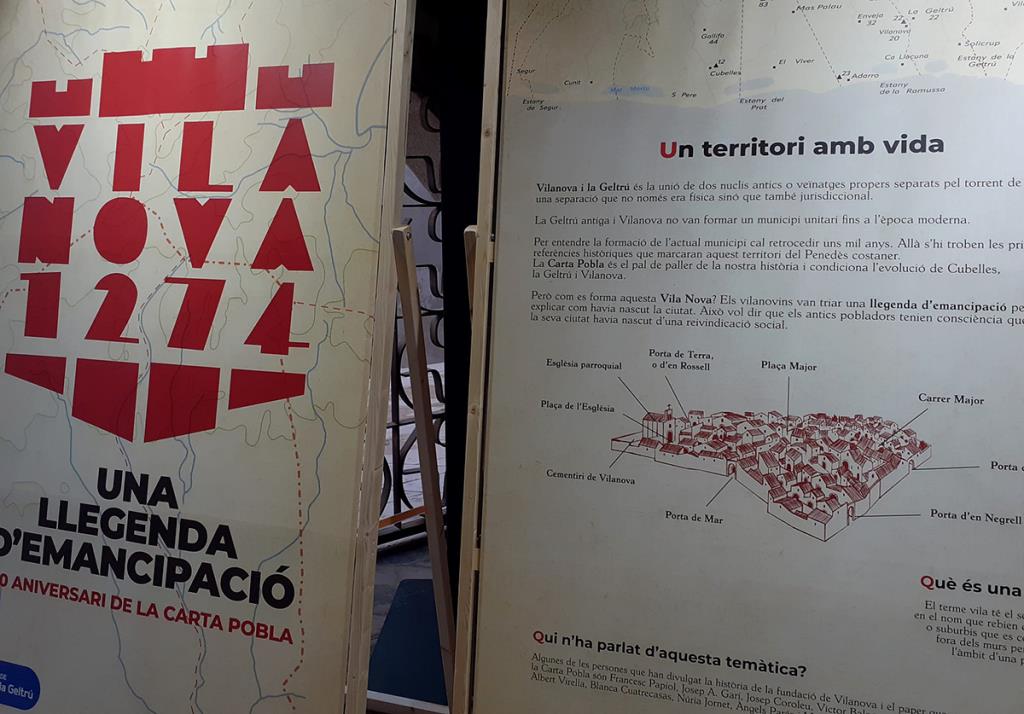 VILA
NOVA
1274
UNA
LLEGENDA
D'EMANCIPACIÓ
0 ANIVERSARI DE LA CARTA POBLA
la Geltrú
83
Mas Palau
Enveja
32
22
La Geltrú
22
Vilanova
20
Gallifa
44
12
Cubelles
El Viver
Ca Llacuna
Solicrup
Estany de la
Geltrú
23 Adarró
Estany
de la Ramussa
Segur
Cunit
Mar Morta
S Pere
Estany
de Segur
Estany del
Prat
Un territori amb vida
Vilanova i la Geltrú és la unió de dos nuclis antics o veïnatges propers separats pel torrent de
una separació que no només era física sinó que també jurisdiccional.
La Geltrú antiga i Vilanova no van formar un municipi unitari fins a l'època moderna.
Per entendre la formació de l'actual municipi cal retrocedir uns mil anys. Allà s'hi troben les pri
referències històriques que marcaran aquest territori del Penedès costaner.
La Carta Pobla és el pal de paller de la nostra història i condiciona l'evolució de Cubelles,
la Geltrú i Vilanova.
Però com es forma aquesta Vila Nova? Els vilanovins van triar una llegenda d'emancipació pe
explicar com havia nascut la ciutat. Això vol dir que els antics pobladors tenien consciència que
la seva ciutat havia nascut d'una reivindicació social.
Església parroquial
Porta de Terra,
o d'en Rossell
Plaça Major
Carrer Major
Plaça de l'Església
Cementiri de Vilanova
Porta de Mar
Porta d
Porta d'en Negrell
Què és una
El terme vila té el se
en el nom que rebien e
o suburbis que es c
fora dels murs pe
l'àmbit d'una p
Qui n'ha parlat d'aquesta temàtica?
Algunes de les persones que han divulgat la història de la fundació de Vilanova i el paper que
la Carta Pobla són Francesc Papiol, Josep A. Garí, Josep Coroleu, Víctor Bal
Albert Virella, Blanca Cuatrecasas, Núria Jornet, Àngels Parés